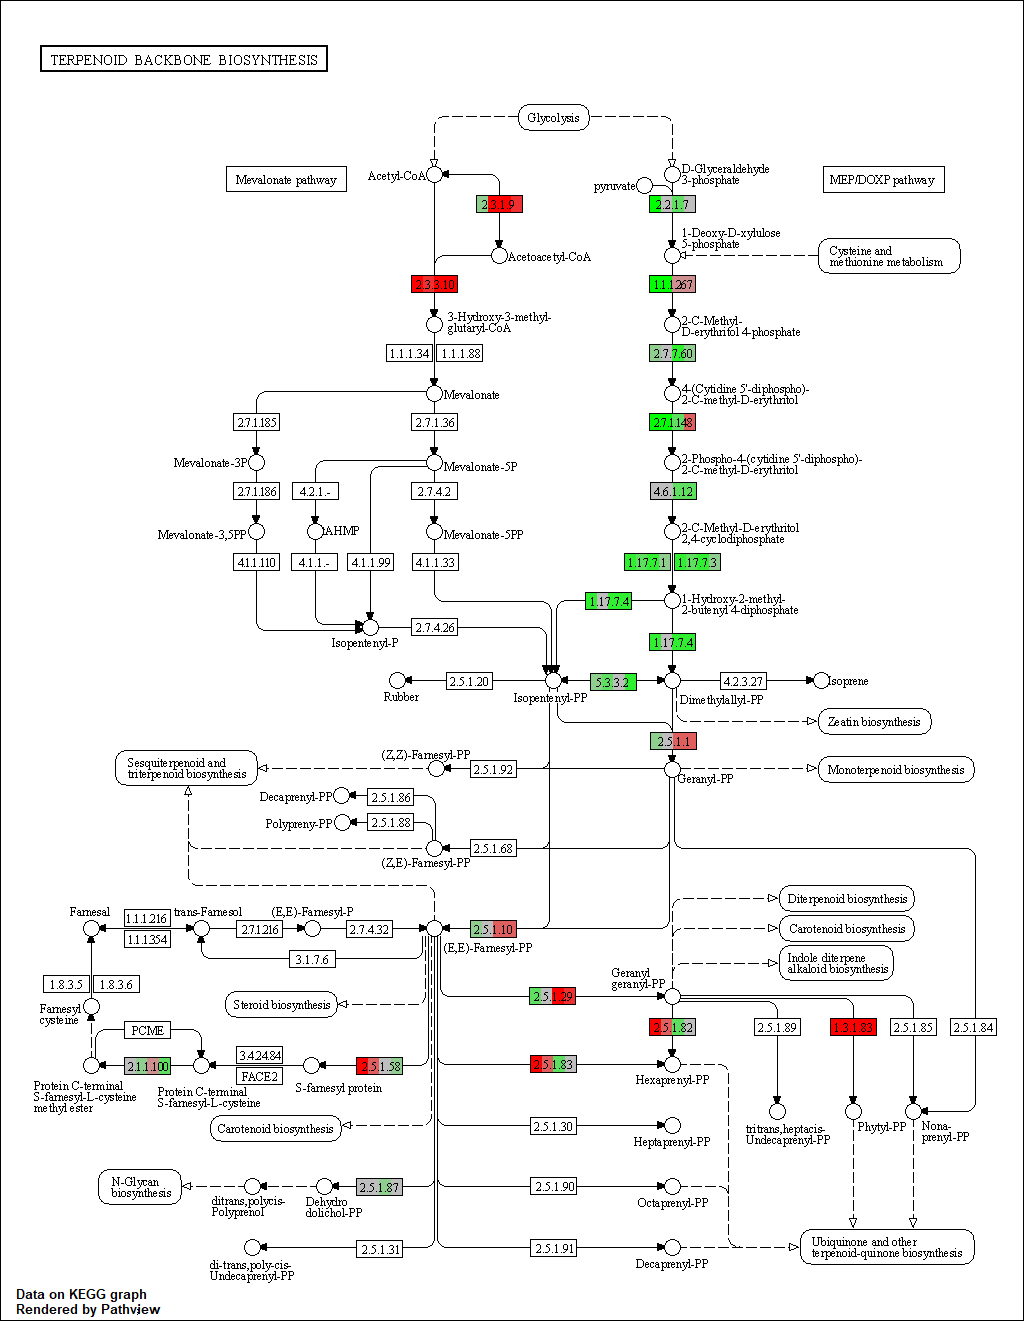 TERPENOID BACKBONE BIOSYNTHESIS
Glycolysis
Mevalonate pathway
Acetyl-CoA
pyruvate
D-Glyceraldehyde
3-phosphate
MEP/DOXP pathway
2.3.1.9
2.2.1.7
1-Deoxy-D-xylulose
5-phosphate
Acetoacetyl-CoA
Cysteine and
methionine metabolism
2.3.3.10
1.1.1.267
3-Hydroxy-3-methyl-
glutaryl-CoA
2-C-Methyl-
D-erythritol 4-phosphate
1.1.1.34
1.1.1.88
2.7.7.60
Mevalonate
4-(Cytidine 5'-diphospho)-
2-C-methyl-D-erythritol
2.7.1.185
2.7.1.36
2.7.1.148
Mevalonate-3P
Mevalonate-5P
2-Phospho-4-(cytidine 5'-diphospho)-
2-C-methyl-D-erythritol
2.7.1.186
4.2.1.-
2.7.4.2
4.6.1.12
Mevalonate-3,5PP
tAHMP
Mevalonate-5PP
2-C-Methyl-D-erythritol
2,4-cyclodiphosphate
4.1.1.110
4.1.1.-
4.1.1.99
4.1.1.33
1.17.7.1
1.17.7.3
1.17.7.4
1-Hydroxy-2-methyl-
2-butenyl 4-diphosphate
2.7.4.26
Isopentenyl-P
1.17.7.4
Rubber
2.5.1.20
Isopentenyl-PP
5.3.3.2
Dimethylallyl-PP
4.2.3.27
Isoprene
Zeatin biosynthesis
2.5.1.1
Sesquiterpenoid and
triterpenoid biosynthesis
(Z,Z)-Farnesyl-PP
2.5.1.92
Geranyl-PP
Monoterpenoid biosynthesis
Decaprenyl-PP
2.5.1.86
Polypreny-PP
2.5.1.88
2.5.1.68
(Z,E)-Farnesyl-PP
Diterpenoid biosynthesis
Farnesal
1.1.1.216
1.1.1.354
trans-Farnesol
2.7.1.216
(E,E)-Farnesyl-P
2.7.4.32
2.5.1.10
(E,E)-Farnesyl-PP
Carotenoid biosynthesis
3.1.7.6
Indole diterpene
alkaloid biosynthesis
1.8.3.5
1.8.3.6
Geranyl
geranyl-PP
Farnesyl
cysteine
Steroid biosynthesis
2.5.1.29
PCME
2.5.1.82
2.5.1.89
1.3.1.83
2.5.1.85
2.5.1.84
2.1.1.100
3.4.24.84
FACE2
2.5.1.58
2.5.1.83
Protein C-terminal
S-farnesyl-L-cysteine
methyl ester
Protein C-terminal
S-farnesyl-L-cysteine
S-farnesyl protein
Hexaprenyl-PP
Carotenoid biosynthesis
2.5.1.30
Heptaprenyl-PP
tritrans,heptacis-
Undecaprenyl-PP
Phytyl-PP
Nona-
prenyl-PP
N-Glycan
biosynthesis
ditrans,polycis-
Polyprenol
Dehydro
dolichol-PP
2.5.1.87
2.5.1.90
Octaprenyl-PP
di-trans,poly-cis-
Undecaprenyl-PP
2.5.1.31
2.5.1.91
Decaprenyl-PP
Ubiquinone and other
terpenoid-quinone biosynthesis
Data on KEGG graph
Rendered by Pathview